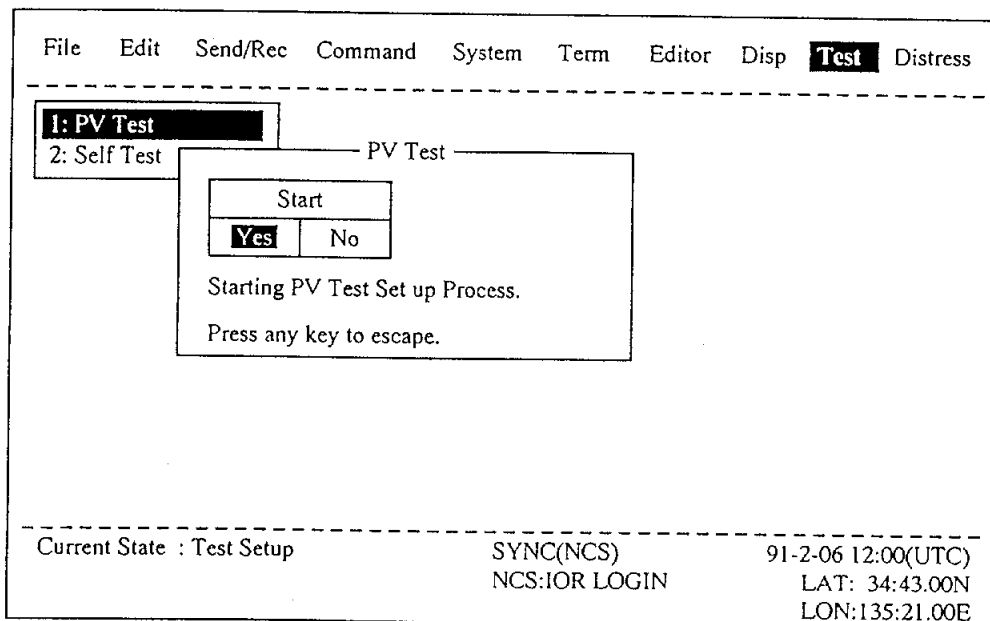 File Edit Send/Rec Command System Term Editor Disp Test Distress
1: PV Test
2: Self Test
PV Test
Start
Yes No
Starting PV Test Set up Process.
Press any key to escape.
Current State : Test Setup SYNC(NCS) 91-2-06 12:00(UTC)
NCS:IOR LOGIN LAT: 34:43.00N
LON:135:21.00E